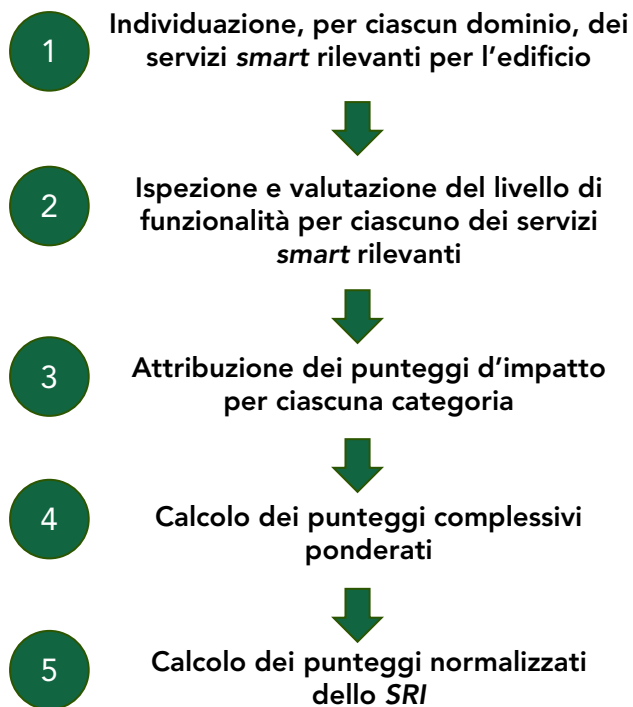 1
Individuazione, per ciascun dominio, dei
servizi smart rilevanti per l'edificio
2
Ispezione e valutazione del livello di
funzionalità per ciascuno dei servizi
smart rilevanti
3
Attribuzione dei punteggi d'impatto
per ciascuna categoria
4
Calcolo dei punteggi complessivi
ponderati
5
Calcolo dei punteggi normalizzati
dello SRI